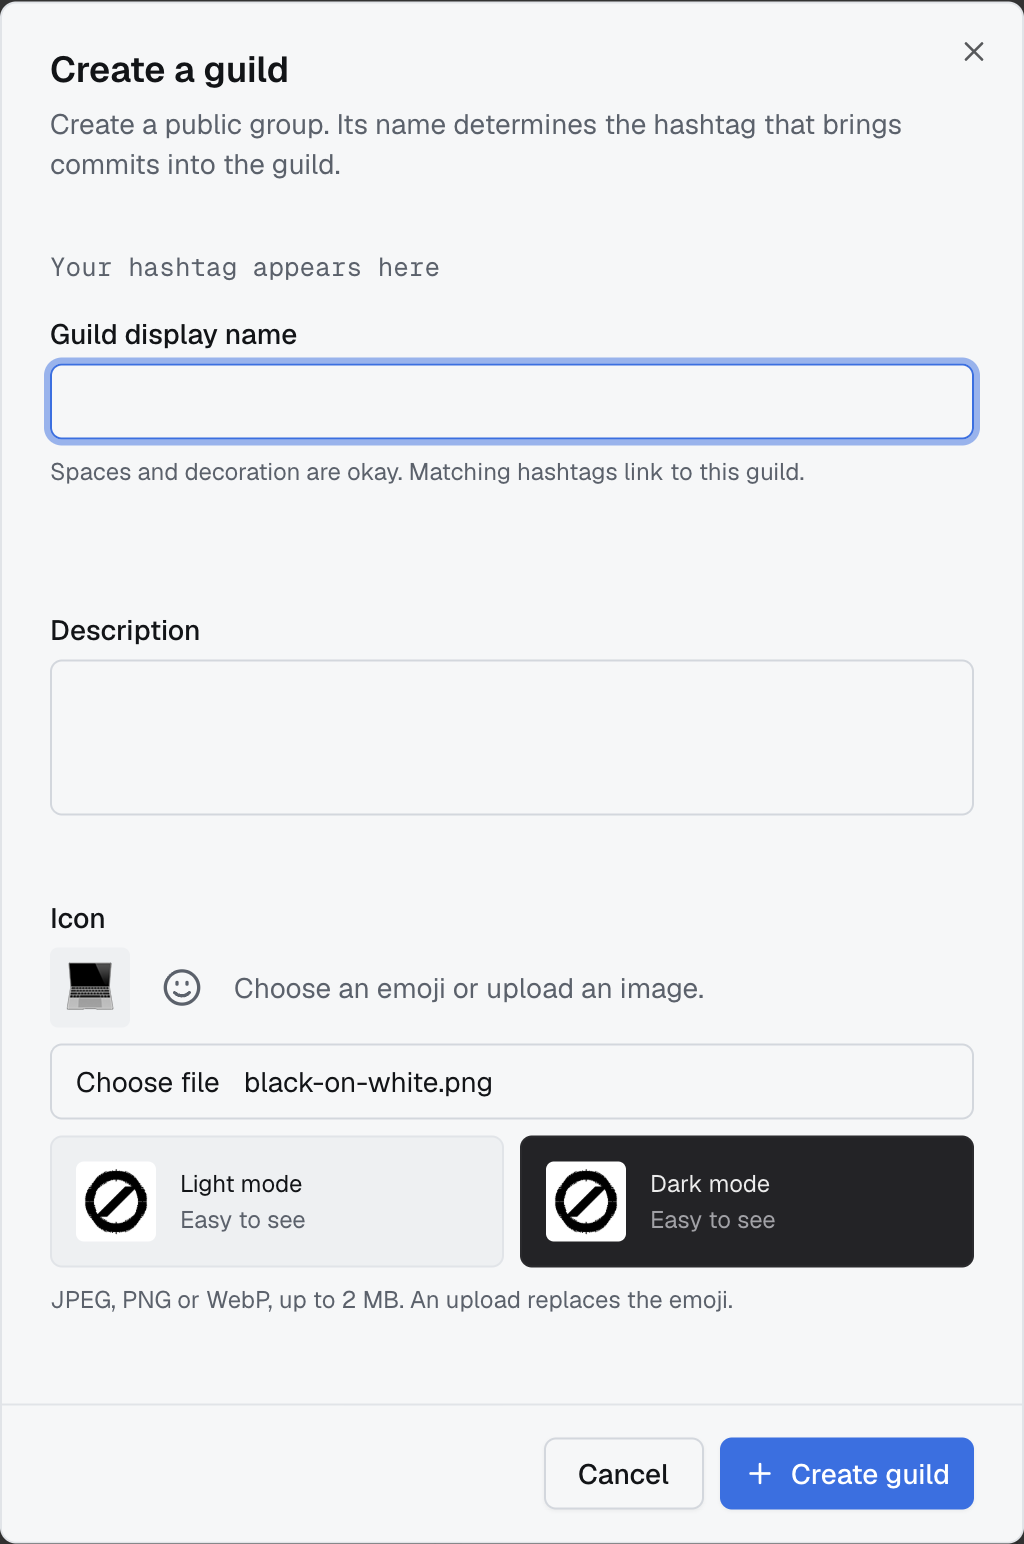 Create a guild
Create a public group. Its name determines the hashtag that brings
commits into the guild.
Your hashtag appears here
Guild display name
Spaces and decoration are okay. Matching hashtags link to this guild.
Description
Icon
Choose an emoji or upload an image.
Choose file black-on-white.png
Light mode
Easy to see
Dark mode
Easy to see
JPEG, PNG or WebP, up to 2 MB. An upload replaces the emoji.
Cancel
+ Create guild